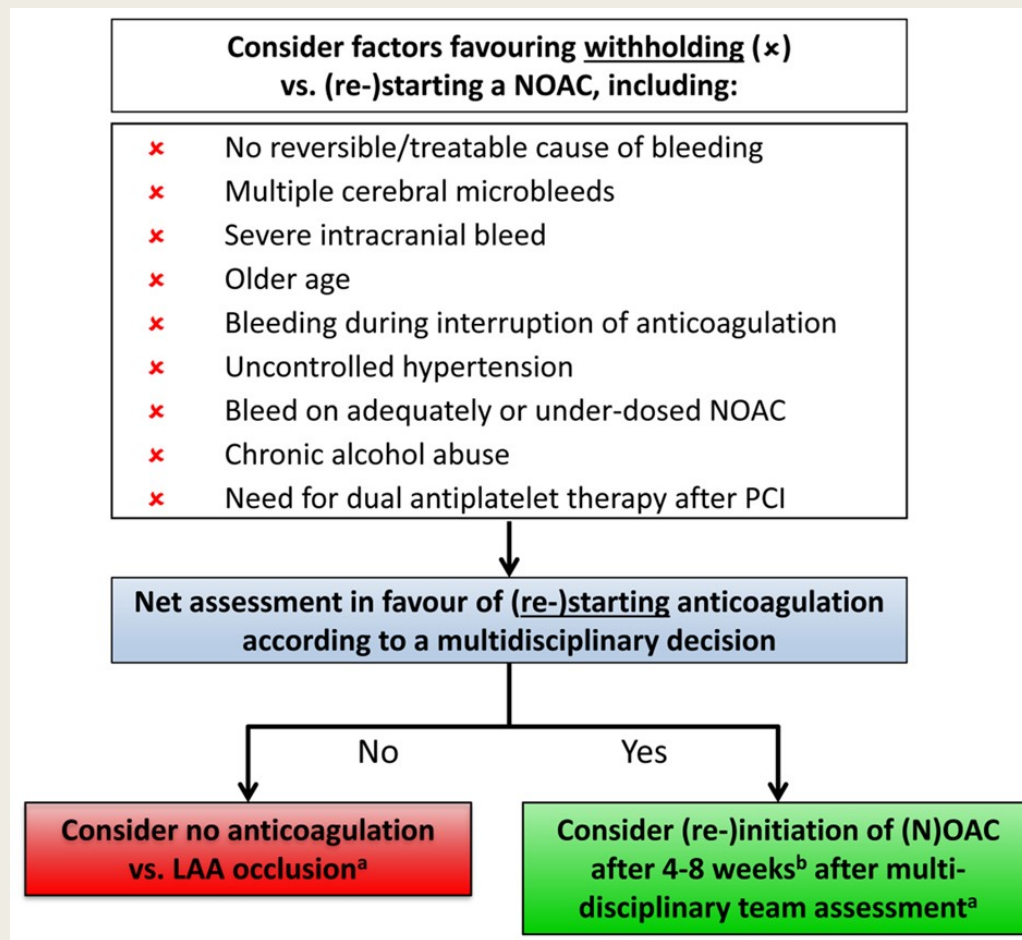 Consider factors favouring withholding (×)
vs. (re-)starting a NOAC, including:
× No reversible/treatable cause of bleeding
× Multiple cerebral microbleeds
× Severe intracranial bleed
× Older age
× Bleeding during interruption of anticoagulation
× Uncontrolled hypertension
× Bleed on adequately or under-dosed NOAC
× Chronic alcohol abuse
× Need for dual antiplatelet therapy after PCI
Net assessment in favour of (re-)starting anticoagulation
according to a multidisciplinary decision
No
Yes
Consider no anticoagulation
vs. LAA occlusionᵃ
Consider (re-)initiation of (N)OAC
after 4-8 weeksᵇ after multi-
disciplinary team assessmentᵃ